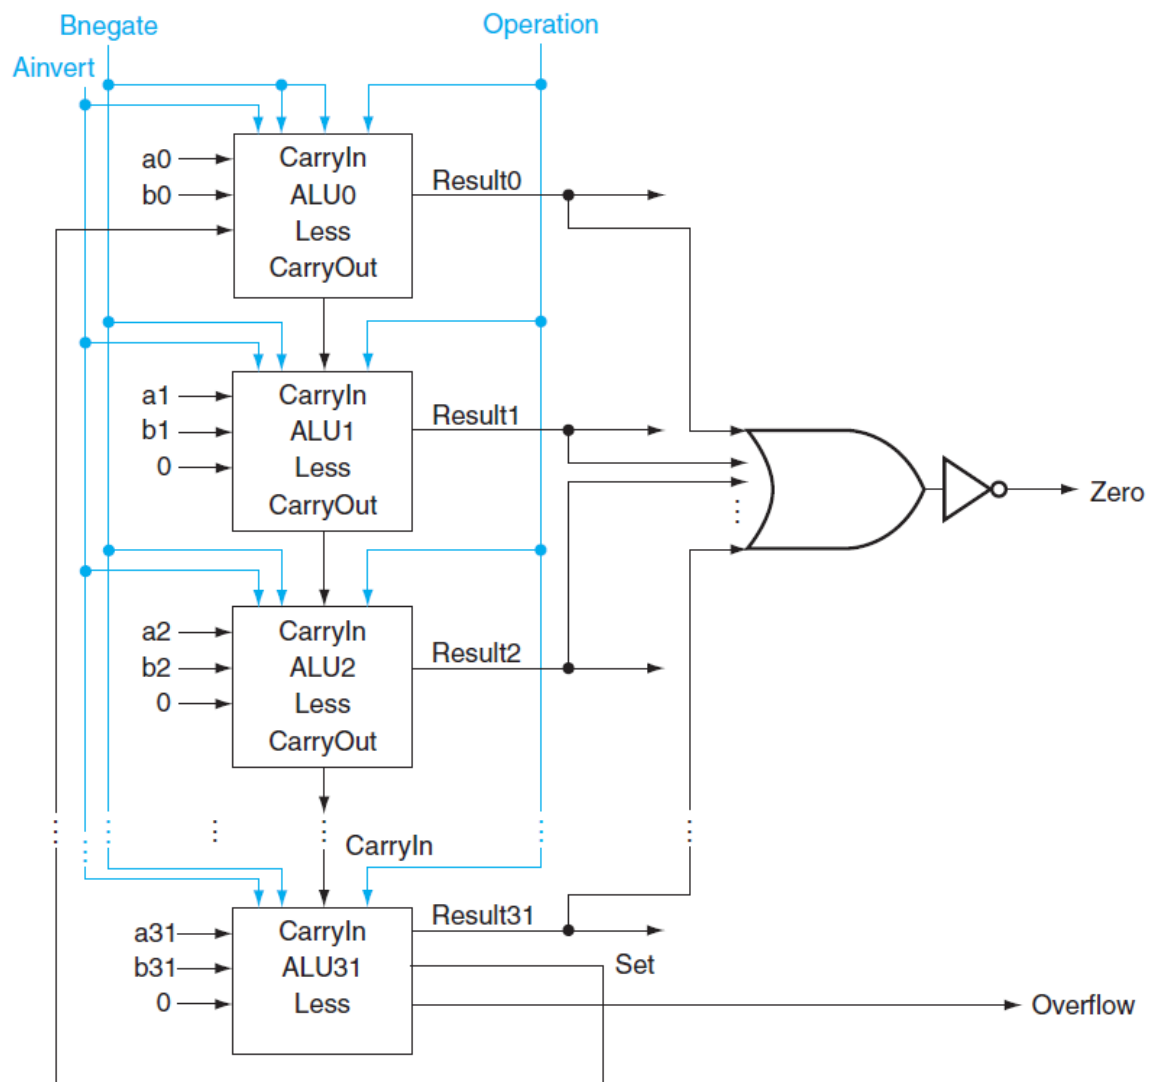 Bnegate
Operation
Ainvert
a0
CarryIn
b0
ALU0
Result0
Less
CarryOut
a1
CarryIn
b1
ALU1
Result1
0
Less
CarryOut
Zero
a2
CarryIn
b2
ALU2
Result2
0
Less
CarryOut
CarryIn
a31
CarryIn
Result31
b31
ALU31
Set
0
Less
Overflow